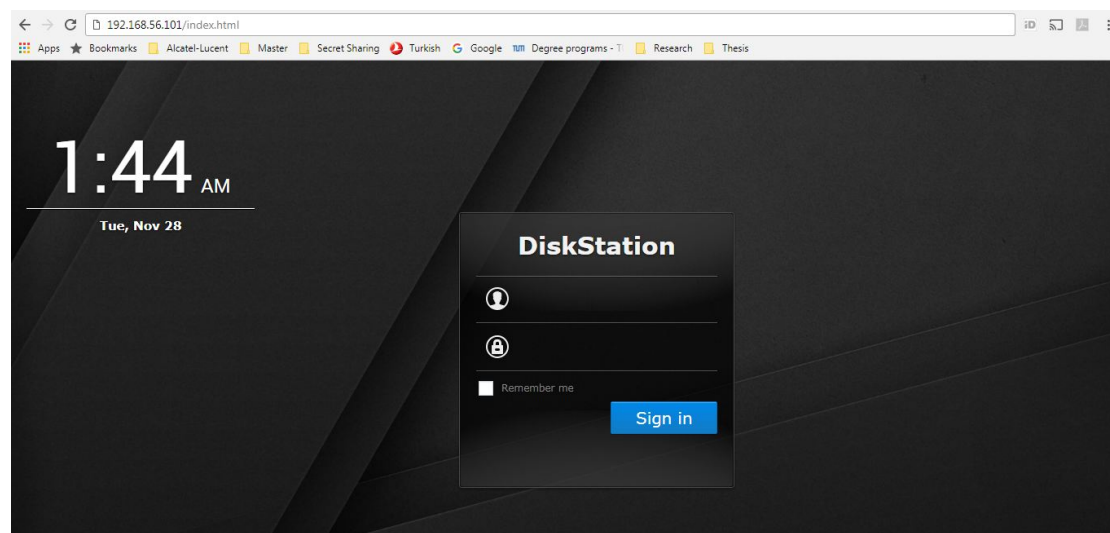 192.168.56.101/index.html
Apps Bookmarks Alcatel-Lucent Master Secret Sharing Turkish Google TUM Degree programs - T Research Thesis
1:44 AM
Tue, Nov 28
DiskStation
Remember me
Sign in